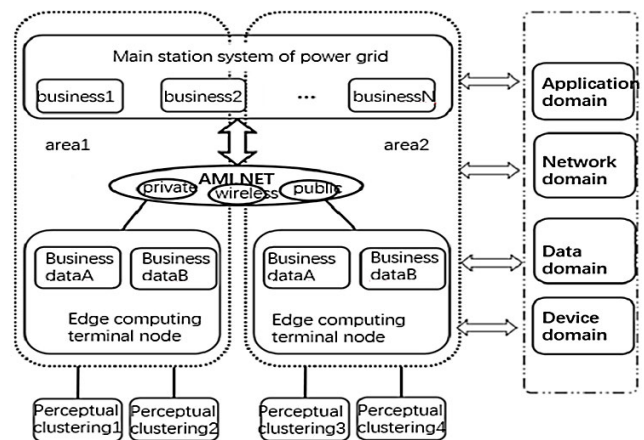 Main station system of power grid
business1
business2
...
businessN
Application
domain
area1
area2
Network
domain
AMI NET
private
wireless
public
Business
dataA
Business
dataB
Business
dataA
Business
dataB
Data
domain
Edge computing
terminal node
Edge computing
terminal node
Device
domain
Perceptual
clustering1
Perceptual
clustering2
Perceptual
clustering3
Perceptual
clustering4